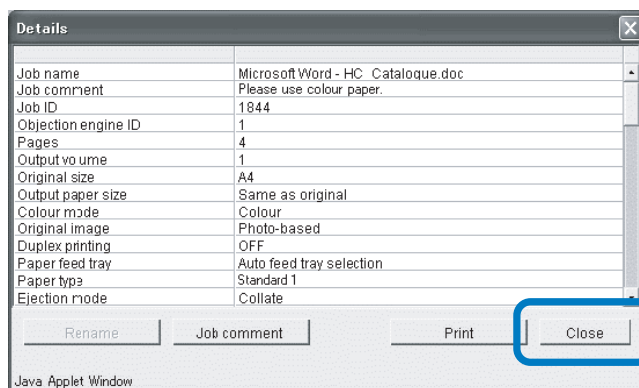 Details
Job name Microsoft Word - HC_Catalogue.doc
Job comment Please use colour paper.
Job ID 1844
Objection engine ID 1
Pages 4
Output vo ume 1
Original size A4
Output paper size Same as original
Colour mode Colour
Original image Photo-based
Duplex printing OFF
Paper feed tray Auto feed tray selection
Paper type Standard 1
Ejection mode Collate
Rename Job comment Print Close
Java Applet Window